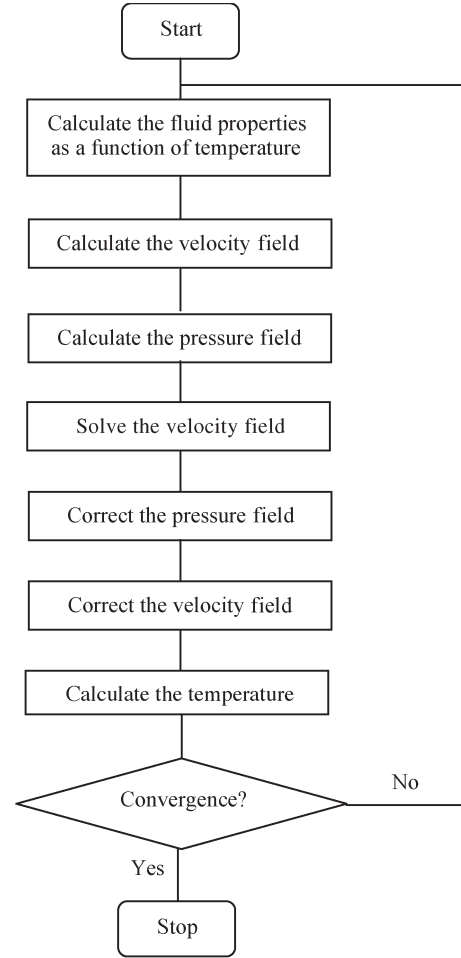 Start
Calculate the fluid properties
as a function of temperature
Calculate the velocity field
Calculate the pressure field
Solve the velocity field
Correct the pressure field
Correct the velocity field
Calculate the temperature
Convergence?
No
Yes
Stop